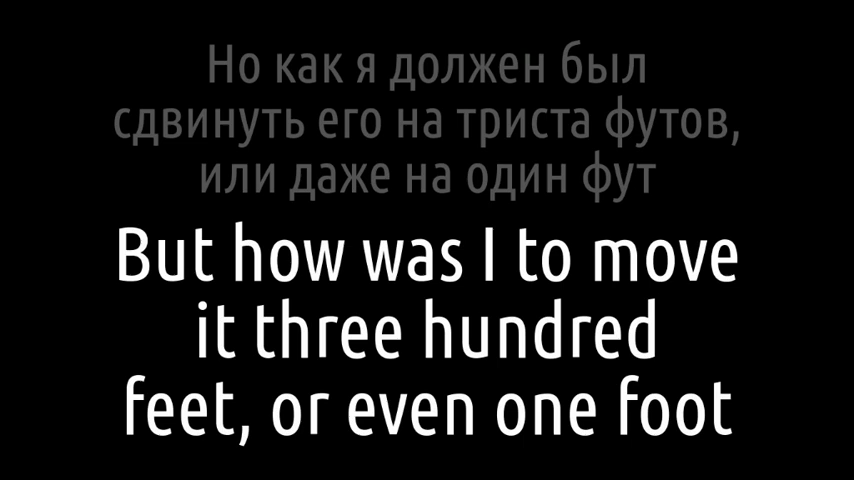 Но как я должен был
сдвинуть его на триста футов,
или даже на один фут
But how was I to move
it three hundred
feet, or even one foot